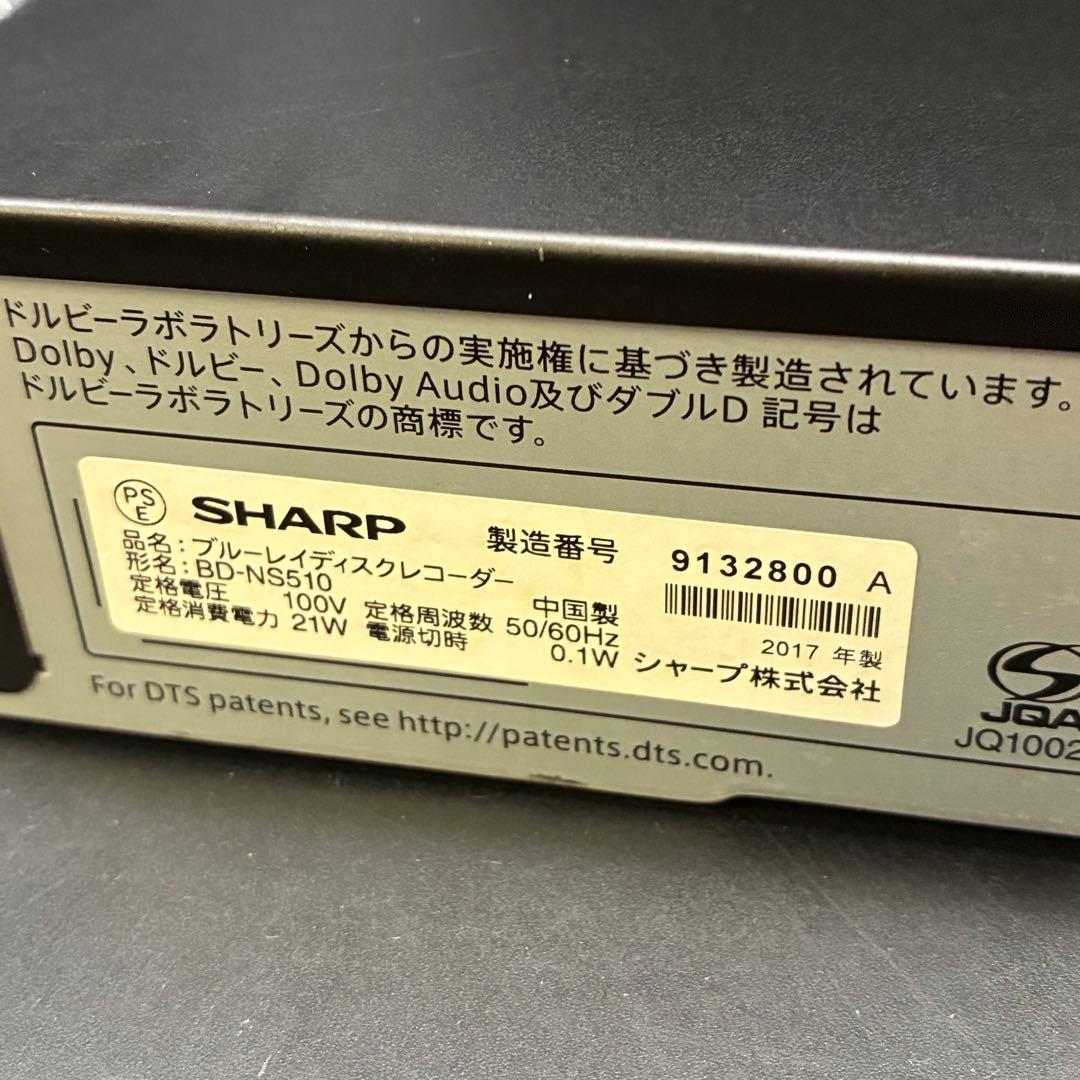 ドルビーラボラトリーズからの実施権に基づき製造されています。
Dolby、ドルビー、Dolby Audio及びダブルD 記号は
ドルビーラボラトリーズの商標です。
PS
E
SHARP 製造番号 9132800 A
品名:ブルーレイディスクレコーダー
形名:BD-NS510 中国製
定格電圧 100V 定格周波数 50/60Hz
定格消費電力 21W 電源切時 0.1W
2017 年製
シャープ株式会社
For DTS patents, see http://patents.dts.com.
JQA
JQ1002